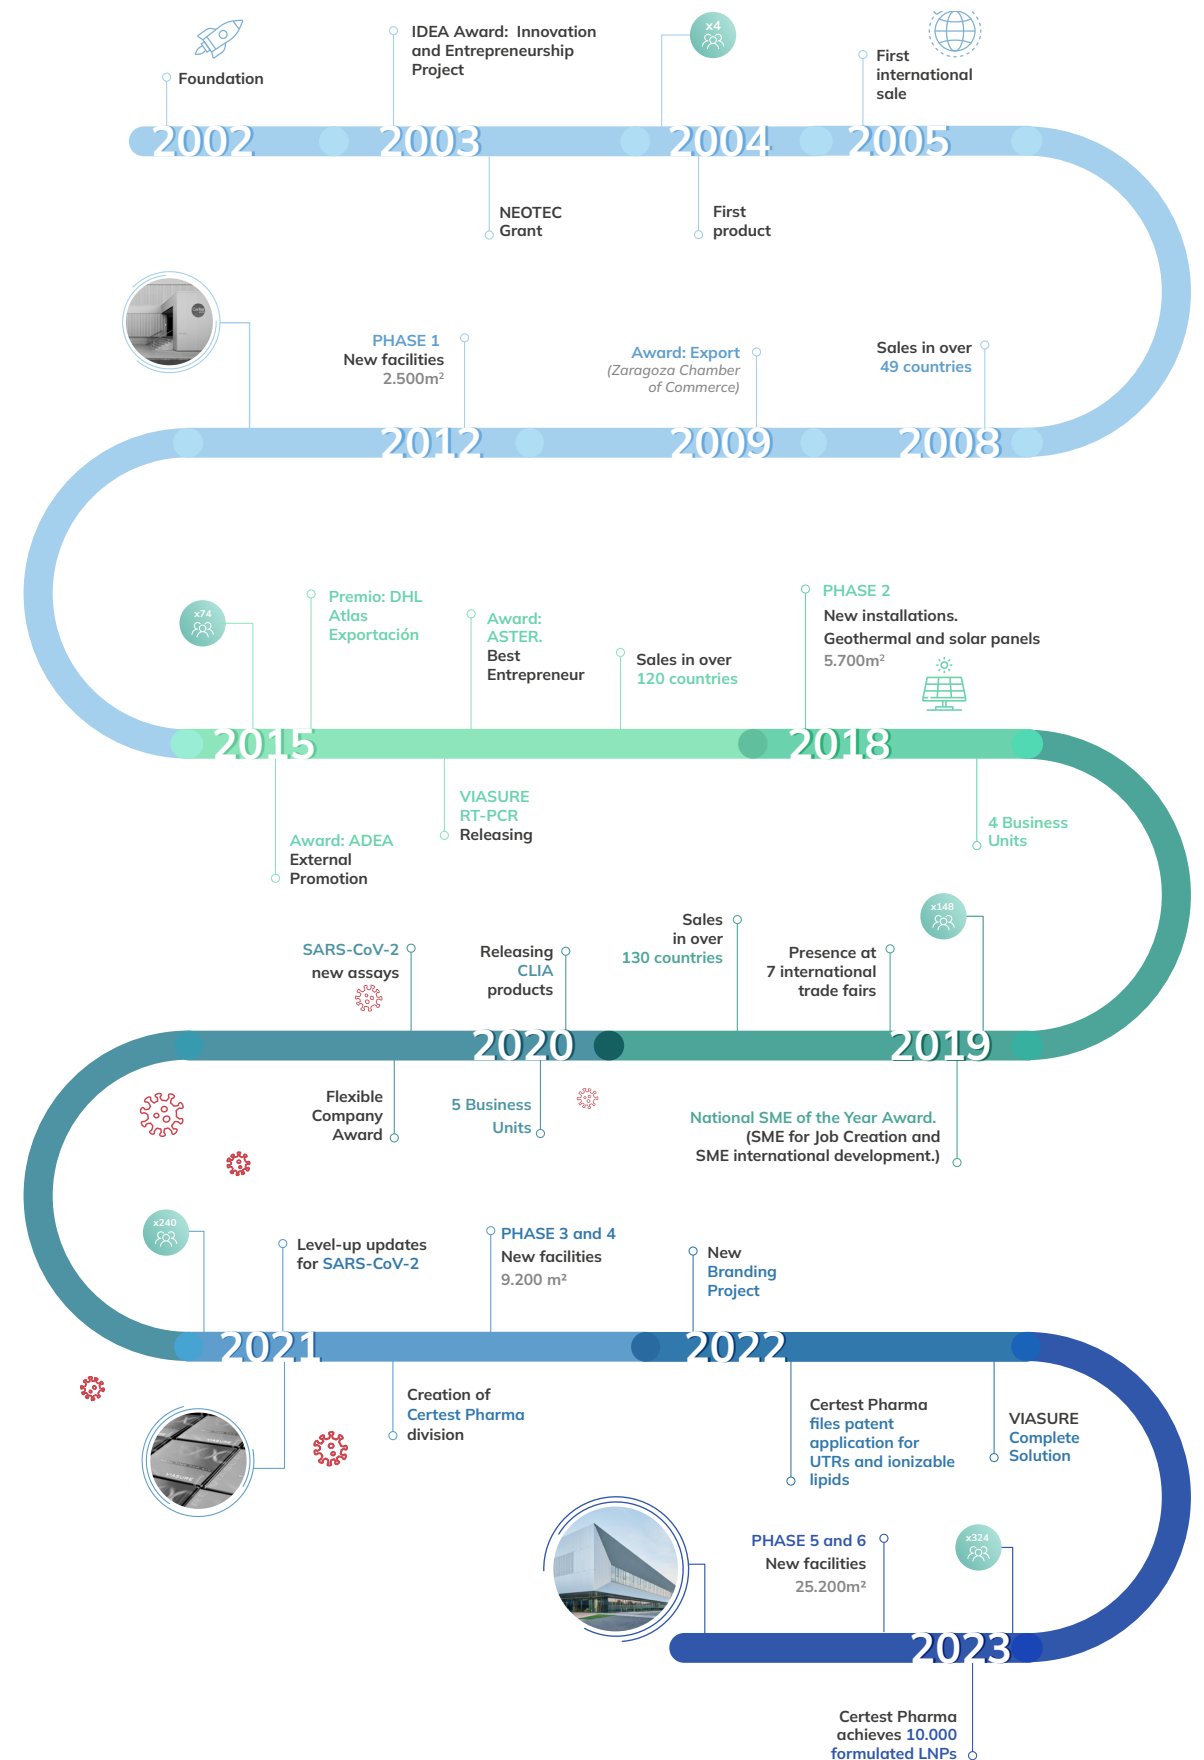 x4
IDEA Award: Innovation
and Entrepreneurship
Project
Foundation
First
international
sale
2002
2003
2004
2005
NEOTEC
Grant
First
product
PHASE 1
New facilities
2.500m²
Award: Export
(Zaragoza Chamber
of Commerce)
Sales in over
49 countries
2012
2009
2008
x74
Premio: DHL
Atlas
Exportación
Award:
ASTER.
Best
Entrepreneur
Sales in over
120 countries
PHASE 2
New installations.
Geothermal and solar panels
5.700m²
2015
2018
Award: ADEA
External
Promotion
VIASURE
RT-PCR
Releasing
4 Business
Units
SARS-CoV-2
new assays
Releasing
CLIA
products
Sales
in over
130 countries
Presence at
7 international
trade fairs
x148
2020
2019
Flexible
Company
Award
5 Business
Units
National SME of the Year Award.
(SME for Job Creation and
SME international development.)
x240
Level-up updates
for SARS-CoV-2
PHASE 3 and 4
New facilities
9.200 m²
New
Branding
Project
2021
2022
VIASURE
Creation of
Certest Pharma
division
Certest Pharma
files patent
application for
UTRs and ionizable
lipids
VIASURE
Complete
Solution
PHASE 5 and 6
New facilities
25.200m²
x324
2023
Certest Pharma
achieves 10.000
formulated LNPs